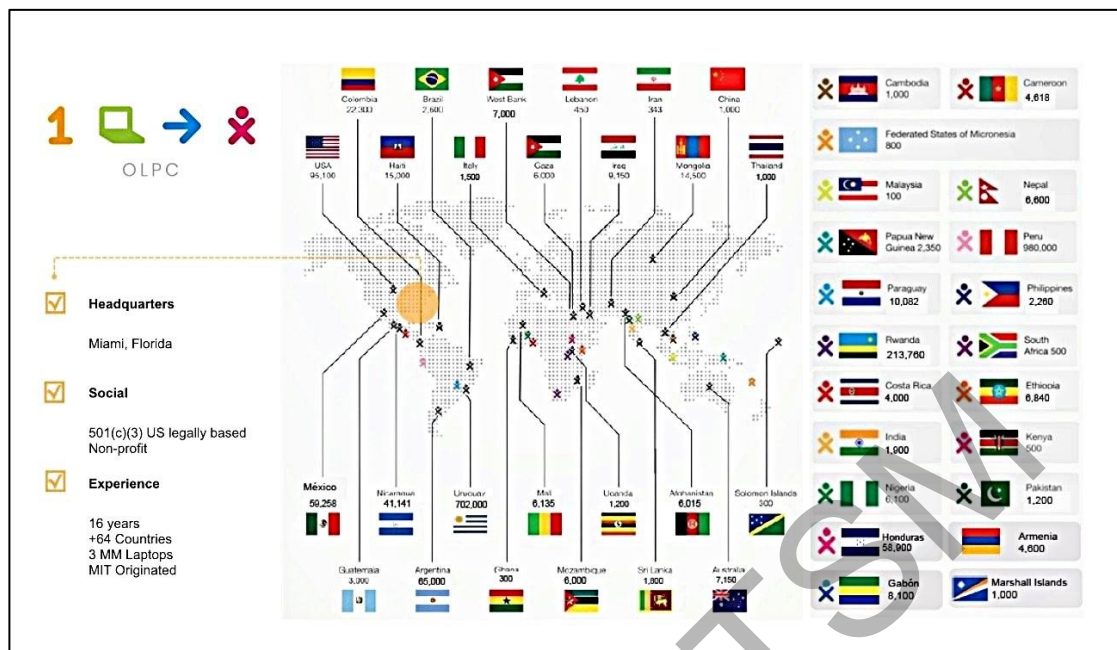 1
OLPC
Headquarters
Miami, Florida
Social
501(c)(3) US legally based
Non-profit
Experience
16 years
+64 Countries
3 MM Laptops
MIT Originated
Colombia
22,300
Brazil
2,600
West Bank
7,000
Lebanon
450
Iran
343
China
1,000
USA
95,100
Haiti
15,000
Italy
1,500
Gaza
6,000
Iraq
9,150
Mongolia
14,500
Thailand
1,000
México
59,258
Nicaragua
41,141
Uruguay
702,000
Mali
6,135
Uganda
1,200
Afghanistan
6,015
Solomon Islands
300
Guatemala
3,000
Argentina
65,000
Ghana
300
Mozambique
6,000
Sri Lanka
1,800
Australia
7,150
Cambodia
1,000
Cameroon
4,618
Federated States of Micronesia
800
Malaysia
100
Nepal
6,600
Papua New
Guinea 2,350
Peru
980,000
Paraguay
10,082
Philippines
2,260
Rwanda
213,760
South
Africa 500
Costa Rica
4,000
Ethiopia
6,840
India
1,900
Kenya
500
Nigeria
6,100
Pakistan
1,200
Honduras
58,900
Armenia
4,600
Gabón
8,100
Marshall Islands
1,000
TSM